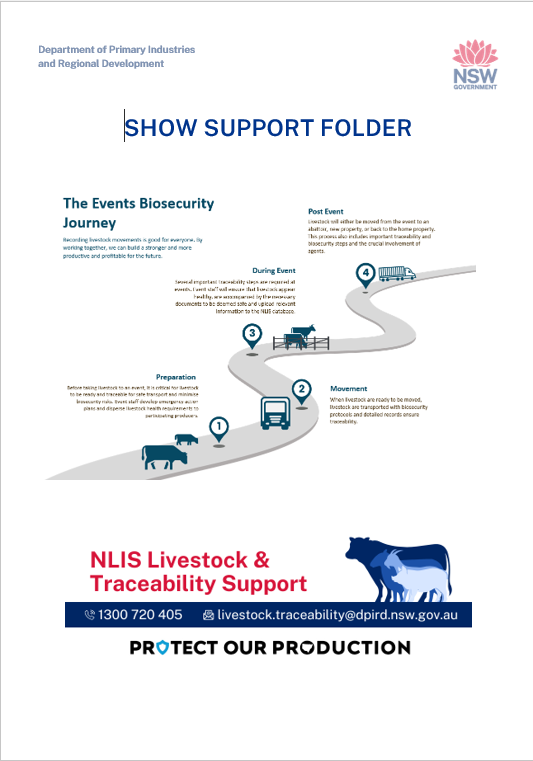 Department of Primary Industries
and Regional Development
NSW
GOVERNMENT
SHOW SUPPORT FOLDER
The Events Biosecurity
Journey
Recording livestock movements is good for everyone, by
working together, we can build a stronger and more
productive and profitable for the future.
Post Event
Livestock will either be moved from the event to an
abattoir, new property, or back to the home property.
This process also includes important traceability and
biosecurity steps and the crucial involvement of
agents.
4
During Event
Several important traceability steps are required at
events. Event staff will ensure that livestock appear
healthy, are accompanied by the necessary
documents to be deemed safe and upload relevant
information to the NLIS database.
3
Preparation
Before taking livestock to an event, it is critical for livestock
to be ready and traceable for safe transport and minimise
biosecurity risks. Event staff develop emergency action
plans and disperse livestock health requirements to
participating producers.
2
Movement
When livestock are ready to be moved,
livestock are transported with biosecurity
protocols and detailed records ensure
traceability.
1
NLIS Livestock &
Traceability Support
1300 720 405 livestock.traceability@dpird.nsw.gov.au
PROTECT OUR PRODUCTION